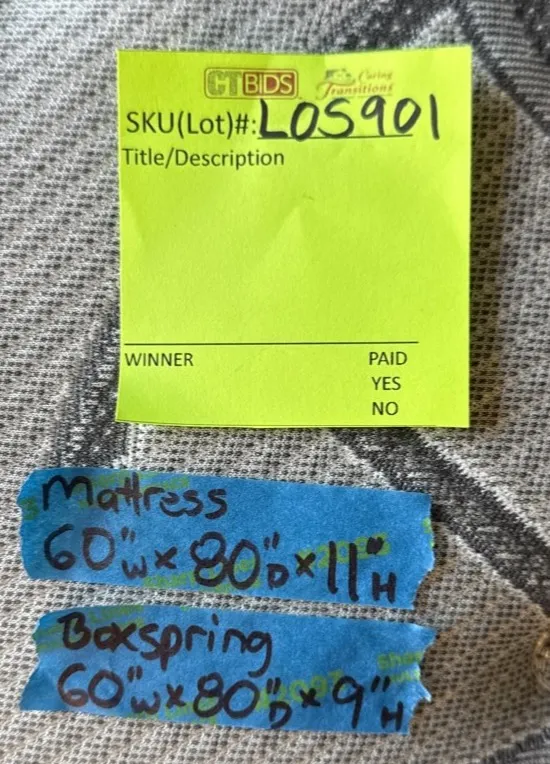 CTBIDS Caring Transitions
SKU(Lot)#: LOS901
Title/Description
WINNER PAID
YES
NO
Mattress
60"W x 80"D x 11"H
Boxspring
60"W x 80"D x 9"H